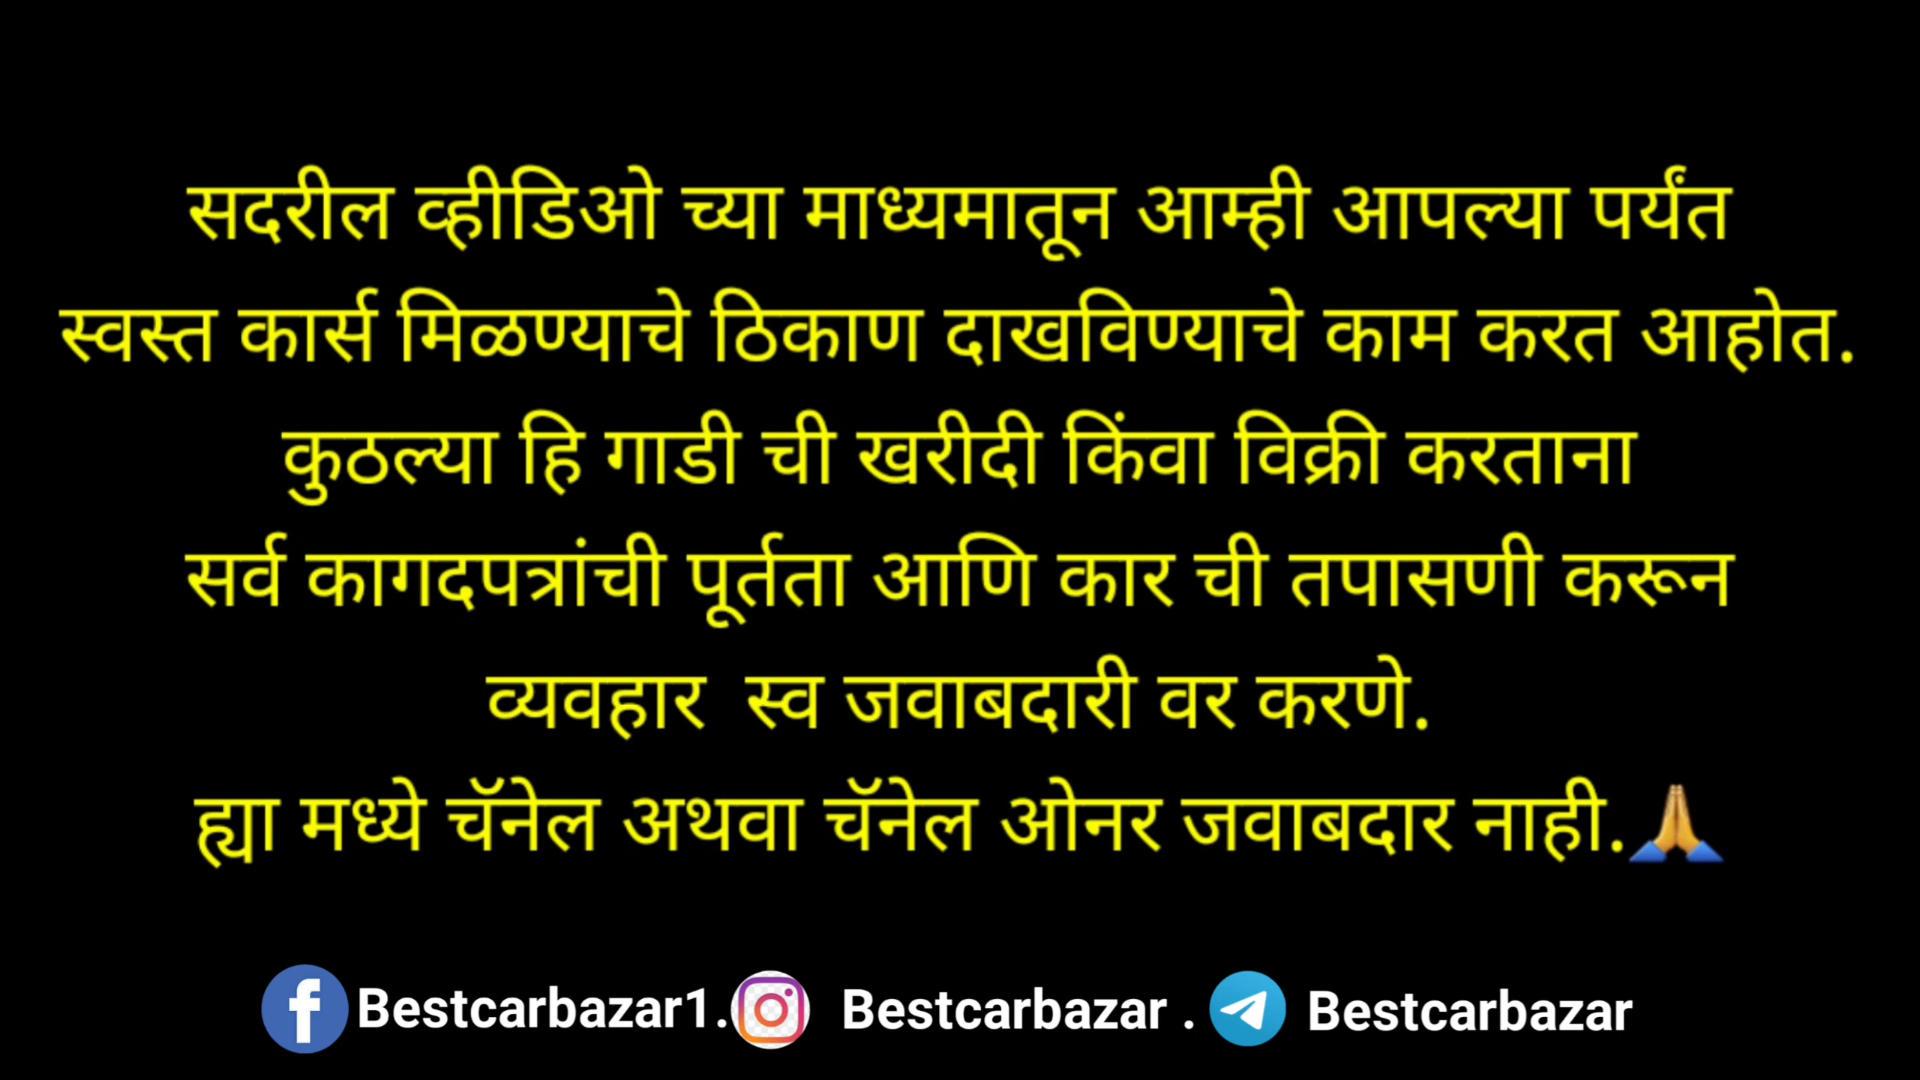 सदरील व्हीडिओ च्या माध्यमातून आम्ही आपल्या पर्यंत
स्वस्त कार्स मिळण्याचे ठिकाण दाखविण्याचे काम करत आहोत.
कुठल्या हि गाडी ची खरीदी किंवा विक्री करताना
सर्व कागदपत्रांची पूर्तता आणि कार ची तपासणी करून
व्यवहार  स्व जवाबदारी वर करणे.
ह्या मध्ये चॅनेल अथवा चॅनेल ओनर जवाबदार नाही.🙏
Bestcarbazar1. Bestcarbazar . Bestcarbazar